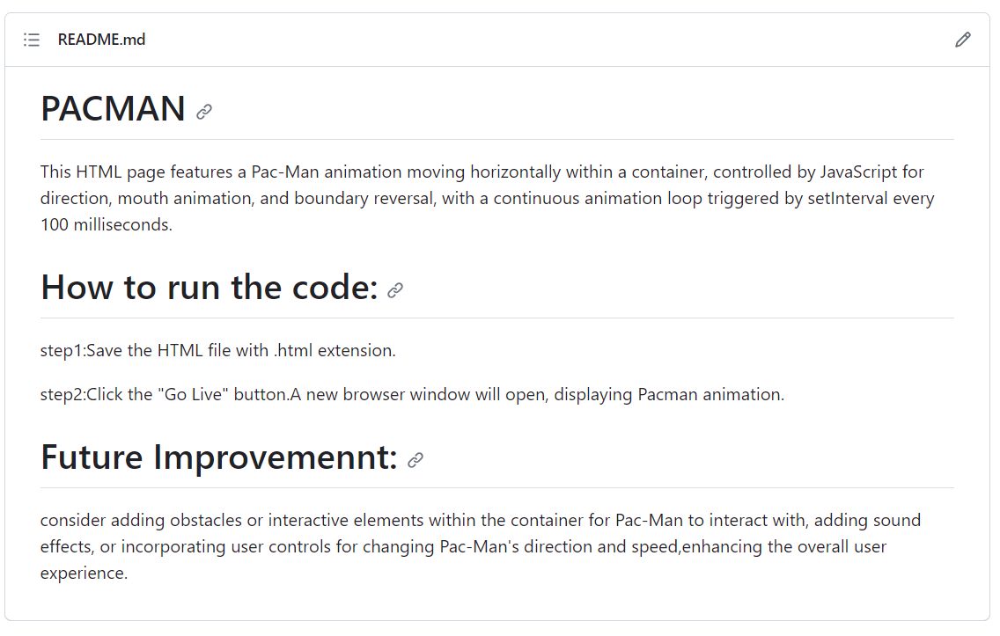 README.md
PACMAN
This HTML page features a Pac-Man animation moving horizontally within a container, controlled by JavaScript for
direction, mouth animation, and boundary reversal, with a continuous animation loop triggered by setInterval every
100 milliseconds.
How to run the code:
step1:Save the HTML file with .html extension.
step2:Click the "Go Live" button.A new browser window will open, displaying Pacman animation.
Future Improvemennt:
consider adding obstacles or interactive elements within the container for Pac-Man to interact with, adding sound
effects, or incorporating user controls for changing Pac-Man's direction and speed,enhancing the overall user
experience.